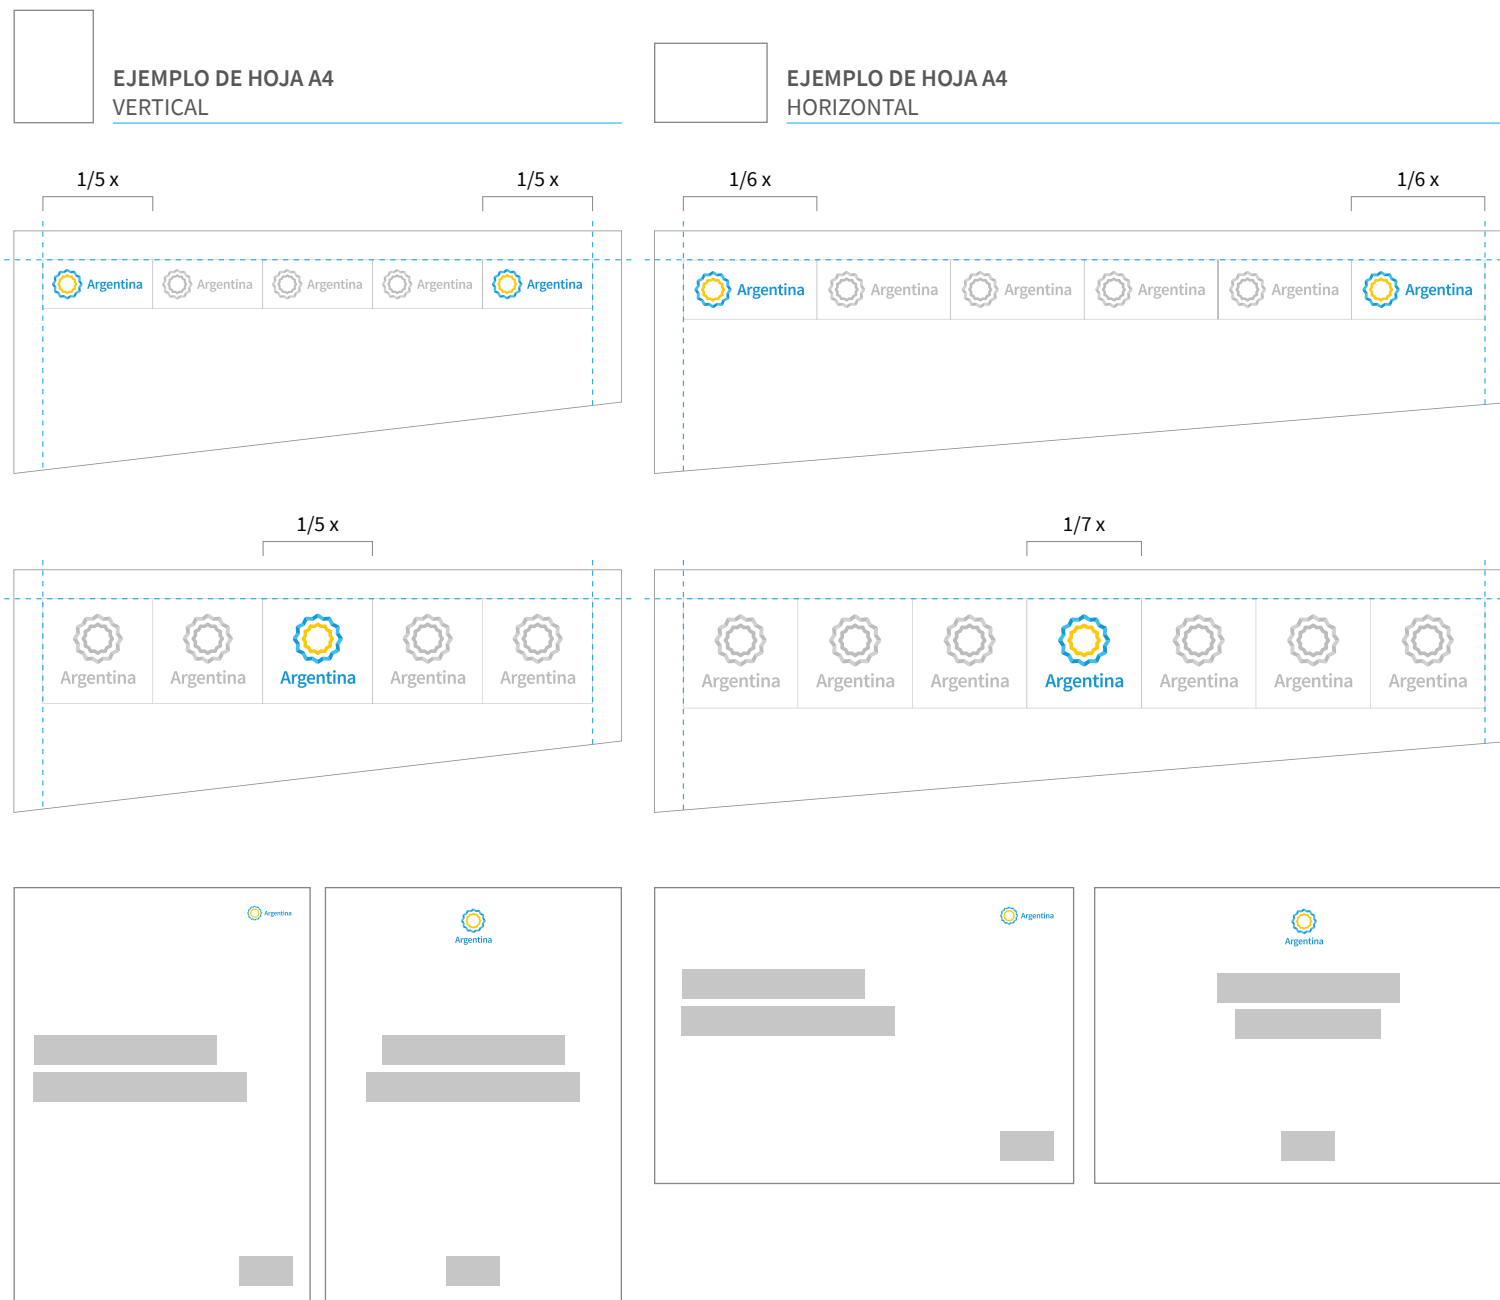 EJEMPLO DE HOJA A4
VERTICAL
EJEMPLO DE HOJA A4
HORIZONTAL
1/5 x
1/5 x
1/6 x
1/6 x
Argentina Argentina Argentina Argentina Argentina
Argentina Argentina Argentina Argentina Argentina Argentina
1/5 x
1/7 x
Argentina Argentina Argentina Argentina Argentina
Argentina Argentina Argentina Argentina Argentina Argentina Argentina
Argentina
Argentina
Argentina
Argentina